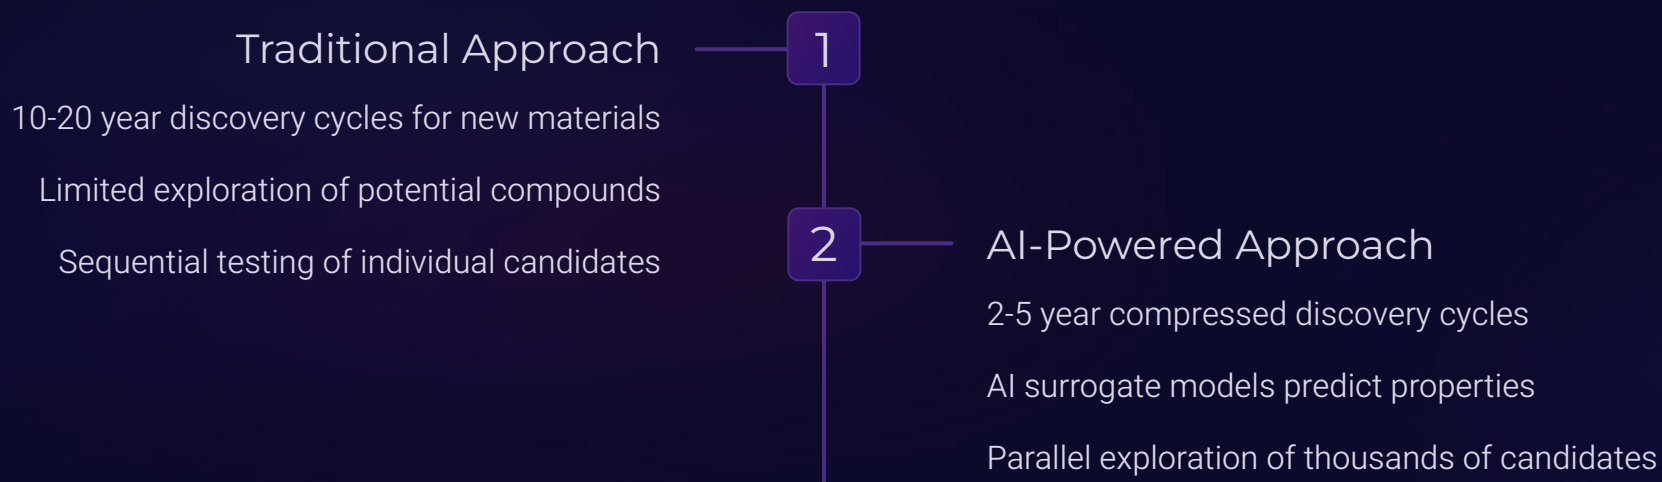 Traditional Approach
1
10-20 year discovery cycles for new materials
Limited exploration of potential compounds
Sequential testing of individual candidates
2
AI-Powered Approach
2-5 year compressed discovery cycles
AI surrogate models predict properties
Parallel exploration of thousands of candidates